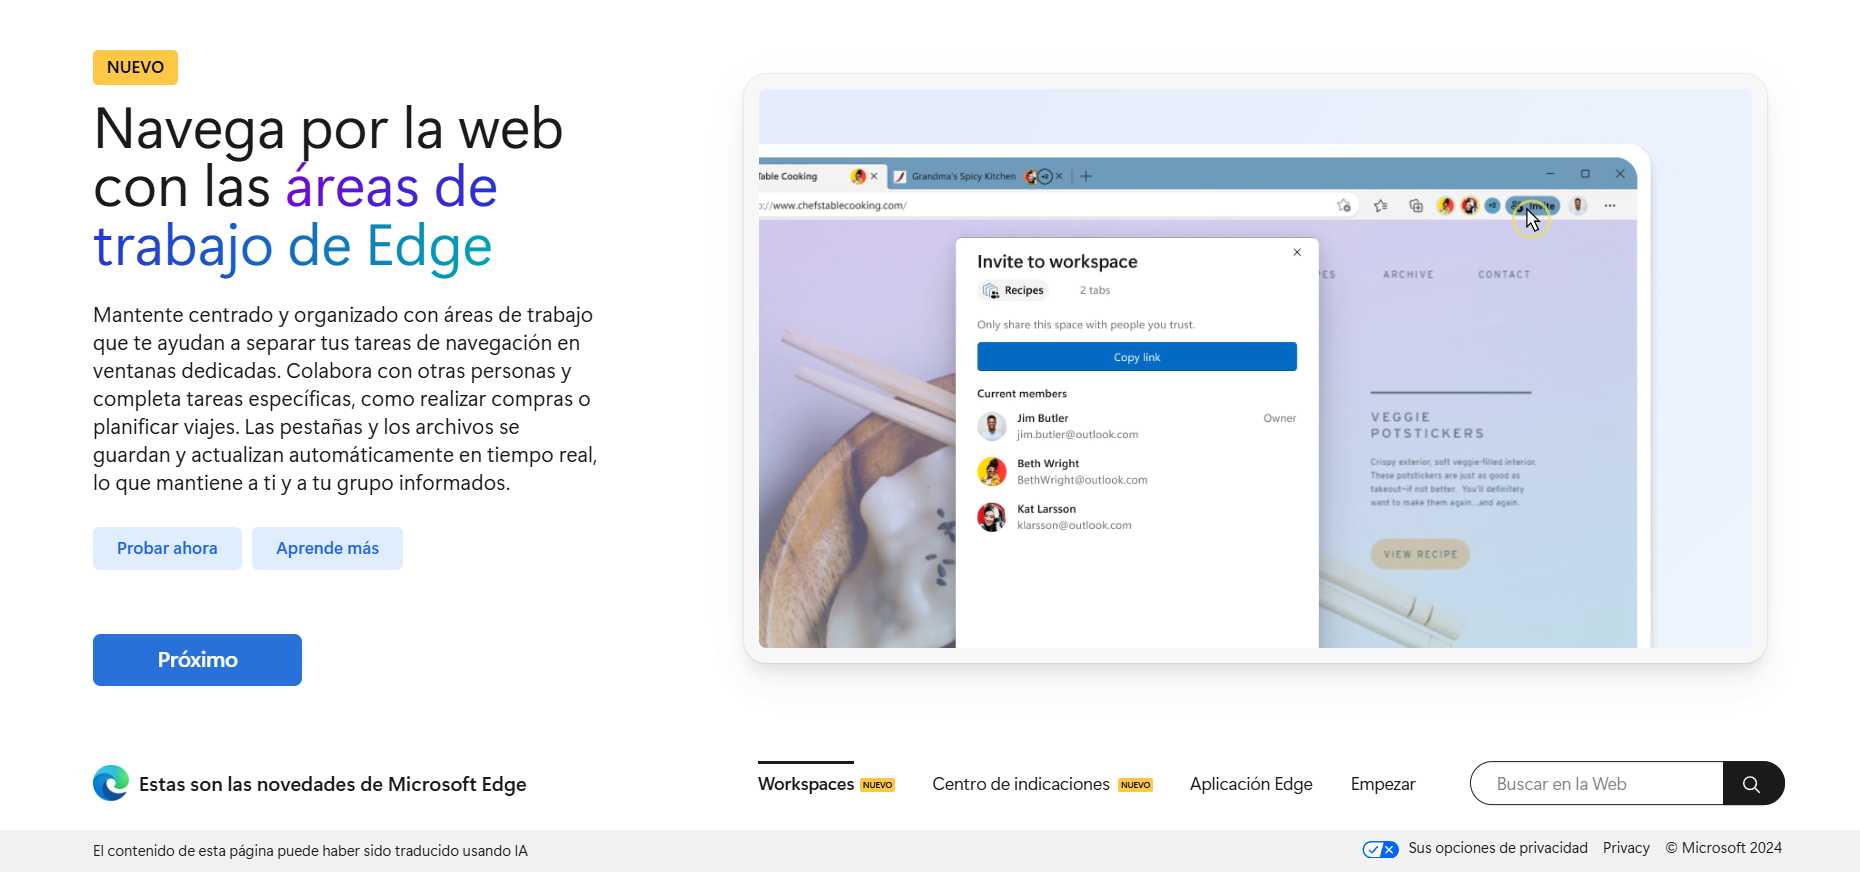 NUEVO
Navega por la web
con las áreas de
trabajo de Edge
Mantente centrado y organizado con áreas de trabajo
que te ayudan a separar tus tareas de navegación en
ventanas dedicadas. Colabora con otras personas y
completa tareas específicas, como realizar compras o
planificar viajes. Las pestañas y los archivos se
guardan y actualizan automáticamente en tiempo real,
lo que mantiene a ti y a tu grupo informados.
Probar ahora
Aprende más
Próximo
Table Cooking
Grandma's Spicy Kitchen
://www.chefstablecooking.com/
Invite
Invite to workspace
Recipes
2 tabs
Only share this space with people you trust.
Copy link
Current members
Jim Butler
Owner
jim.butler@outlook.com
Beth Wright
BethWright@outlook.com
Kat Larsson
klarsson@outlook.com
ARCHIVE
CONTACT
VEGGIE
POTSTICKERS
Crispy exterior, soft veggie-filled interior.
These potstickers are just as good as
takeout-if not better. You'll definitely
want to make them again...and again.
VIEW RECIPE
Estas son las novedades de Microsoft Edge
Workspaces NUEVO
Centro de indicaciones NUEVO
Aplicación Edge
Empezar
Buscar en la Web
El contenido de esta página puede haber sido traducido usando IA
Sus opciones de privacidad
Privacy
© Microsoft 2024